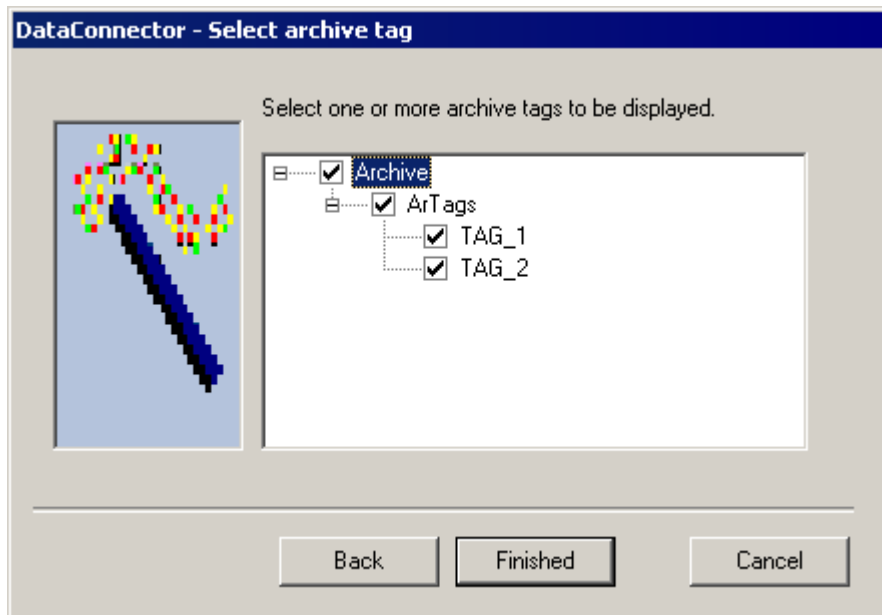 DataConnector - Select archive tag
Select one or more archive tags to be displayed.
Archive
ArTags
TAG_1
TAG_2
Back
Finished
Cancel